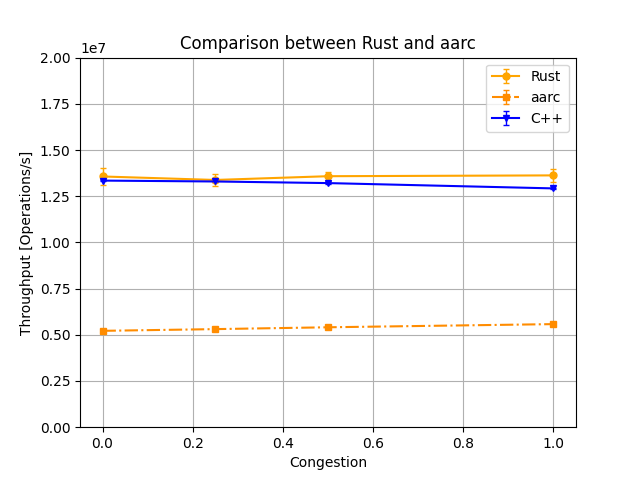 Comparison between Rust and aarc
1e7
2.00
1.75
1.50
1.25
1.00
0.75
0.50
0.25
0.00
Throughput [Operations/s]
Rust
aarc
C++
0.0 0.2 0.4 0.6 0.8 1.0
Congestion